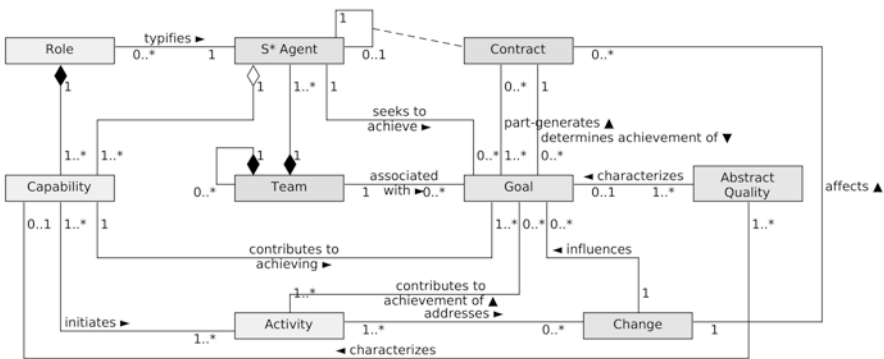 1
typifies ►
Role
S* Agent
Contract
0..*
1
0..1
0..*
1
1
1..*
1
0..*
1
seeks to
achieve ►
part-generates ▲
determines achievement of ▼
1..*
1..*
1
1
0..*
1..*
0..*
associated
with ►
◄ characterizes
Abstract
Quality
affects ▲
Capability
Team
Goal
0..*
1
0..*
0..1
1..*
0..1
1..*
1
1..*
0..*
0..*
1..*
contributes to
achieving ►
◄ influences
contributes to
achievement of ▲
1..*
1
addresses ►
initiates ►
Activity
Change
1..*
1..*
0..*
1
◄ characterizes